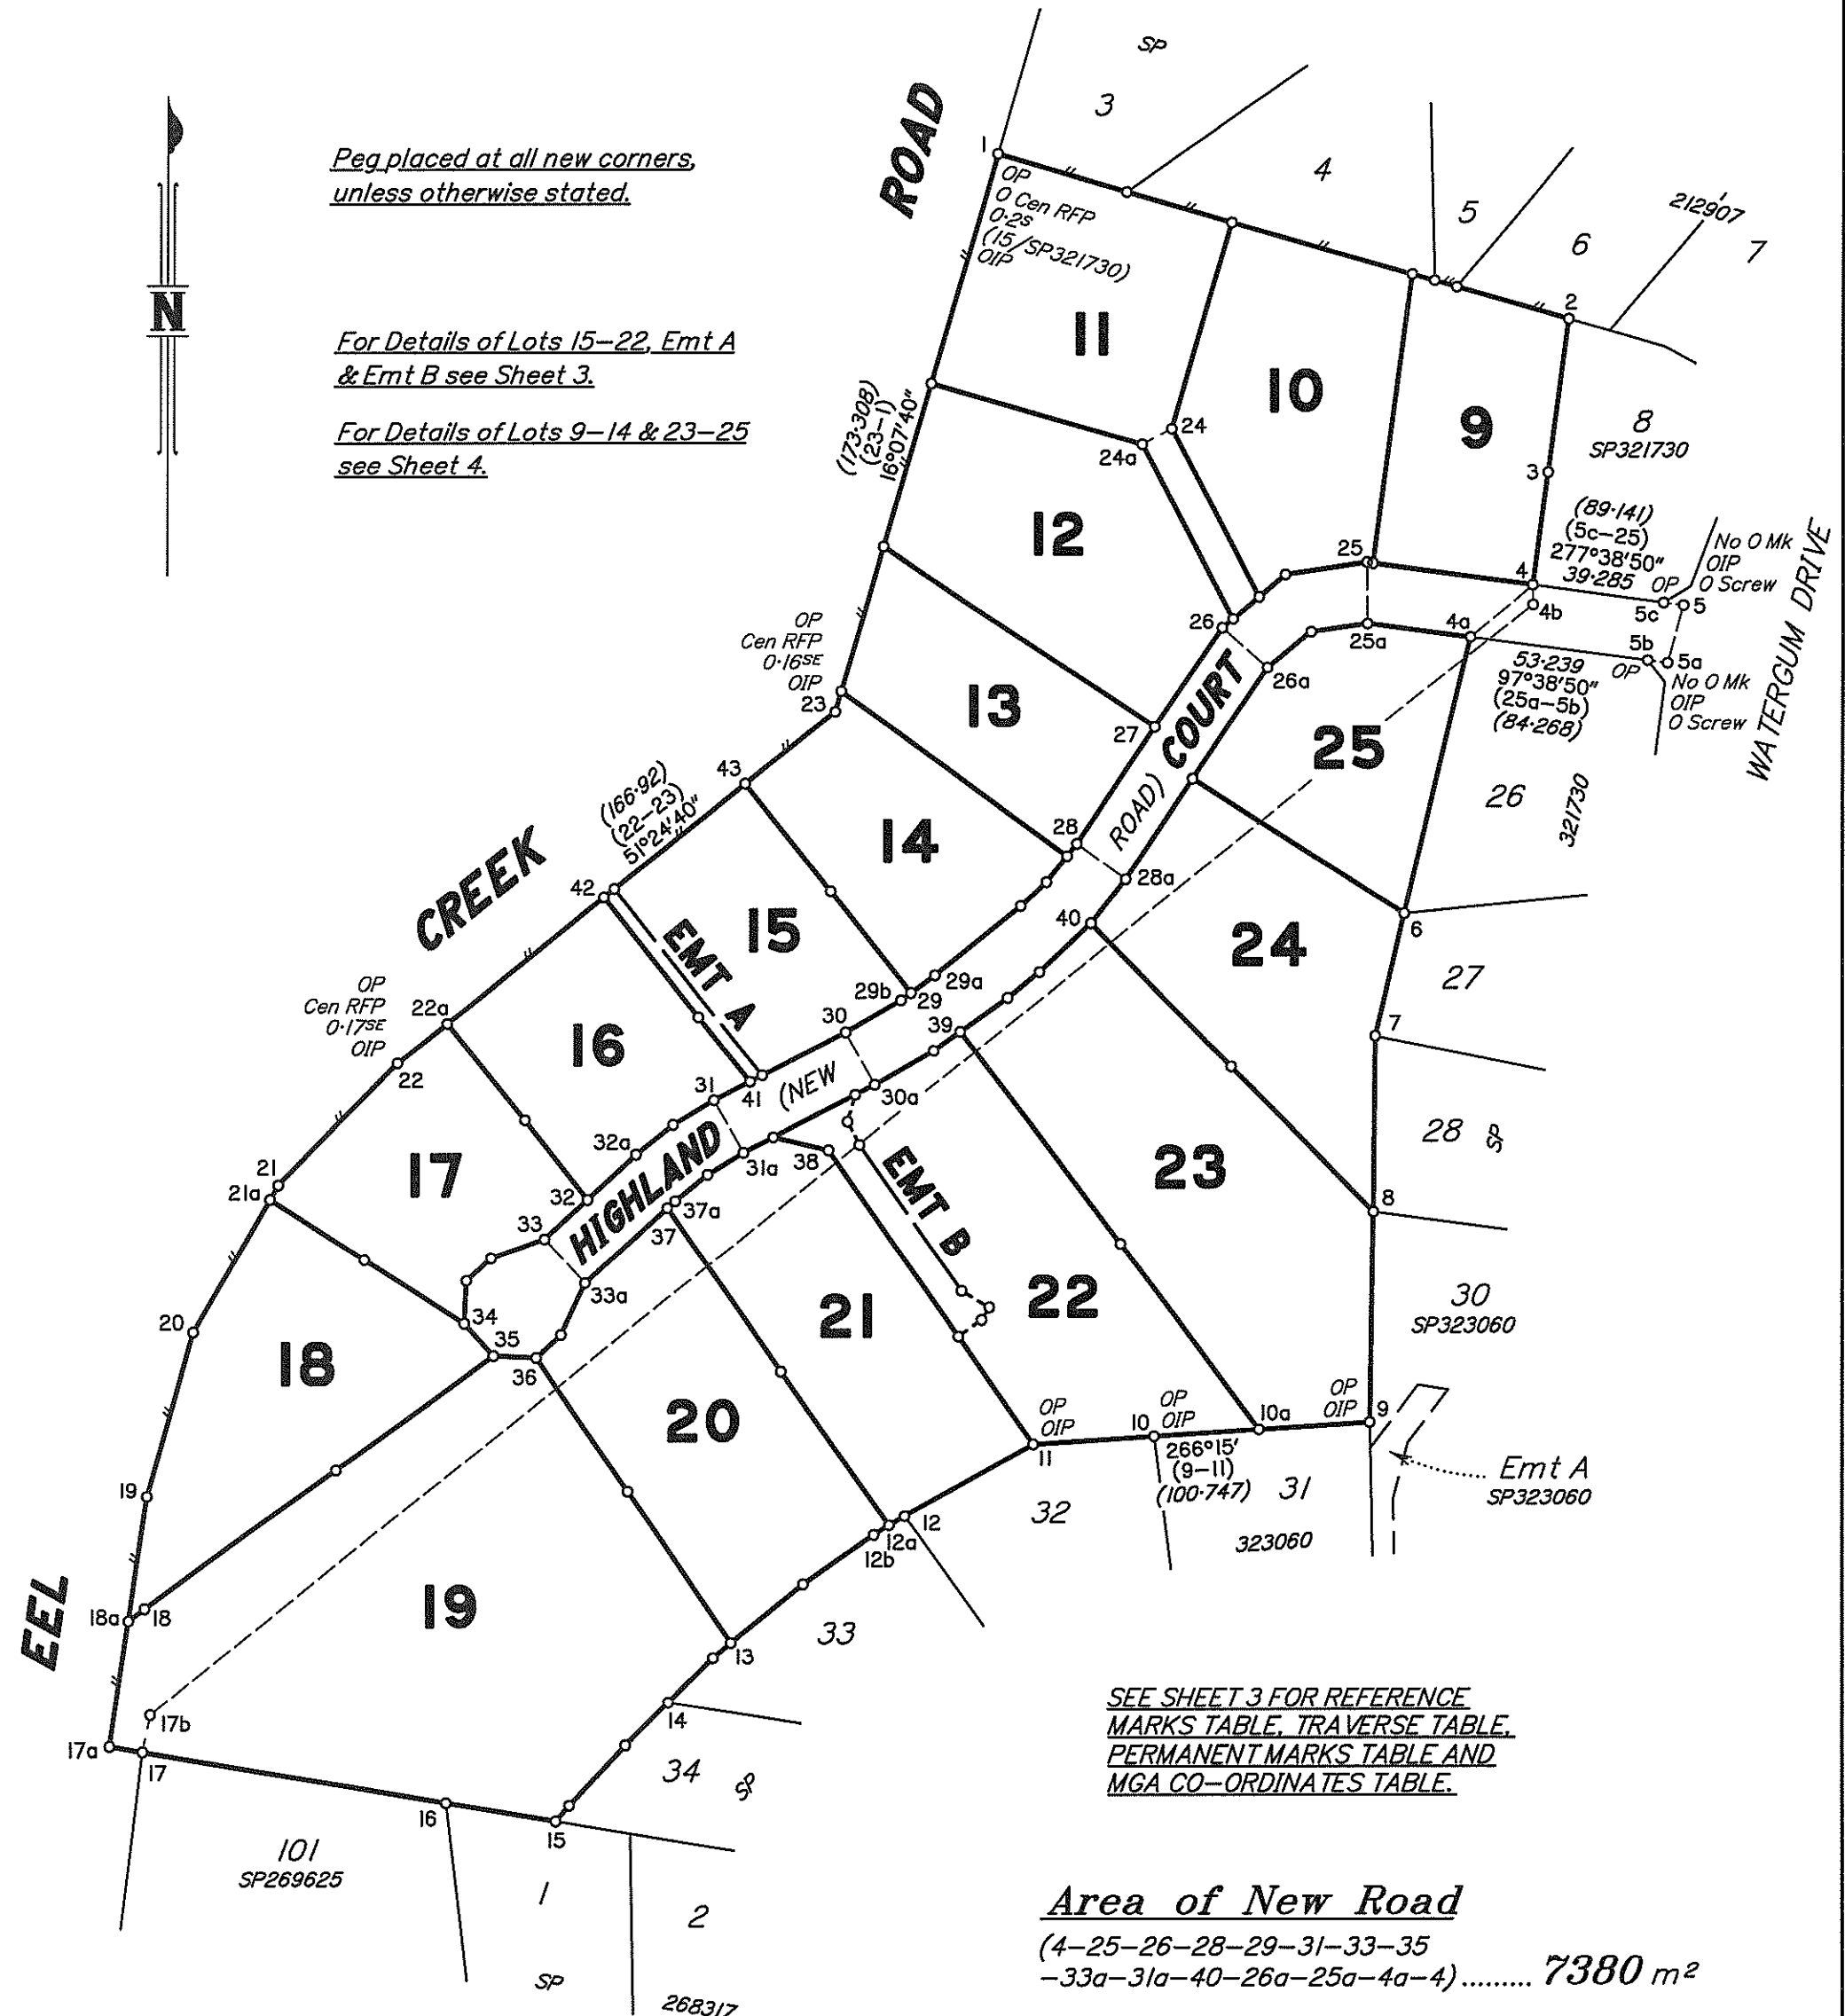 SP
3
1
ROAD
4
Peg placed at all new corners,
unless otherwise stated.
OP
O Cen RFP
0·2S
(15/SP321730)
OIP
5
6
212907
7
2
N
11
10
9
8
SP321730
For Details of Lots 15–22, Emt A
& Emt B see Sheet 3.
For Details of Lots 9–14 & 23–25
see Sheet 4.
(173·308)
(23–1)
16°07'40"
24
24a
3
12
(89·141)
(5c–25)
277°38'50"
39·285
No O Mk
OIP
O Screw
OP
25
4
5c
5
4b
WATERGUM DRIVE
OP
Cen RFP
0·16SE
OIP
26
25a
4a
5b
OP
5a
53·239
97°38'50"
(25a–5b)
(84·268)
No O Mk
OIP
O Screw
26a
23
13
27
COURT
25
43
26
321730
(166·92)
(22–23)
51°24'40"
ROAD)
28
14
28a
CREEK
42
40
6
15
EMT A
24
27
OP
Cen RFP
0·17SE
OIP
29a
29b
29
22a
30
39
7
16
22
31
41
(NEW
30a
28
SP
32a
HIGHLAND
31a
38
23
21
21a
17
32
37a
37
EMT B
8
33
33a
21
22
30
SP323060
20
34
35
18
36
20
OP
OIP
10
OP
OIP
10a
OP
OIP
9
11
266°15'
(9–11)
(100·747)
31
Emt A
SP323060
19
32
12
12a
12b
323060
EEL
18a
18
19
33
13
17b
14
SEE SHEET 3 FOR REFERENCE
MARKS TABLE, TRAVERSE TABLE,
PERMANENT MARKS TABLE AND
MGA CO–ORDINATES TABLE.
17a
17
34
SP
16
15
101
SP269625
1
2
Area of New Road
(4–25–26–28–29–31–33–35
–33a–31a–40–26a–25a–4a–4)......... 7380 m²
SP
268317